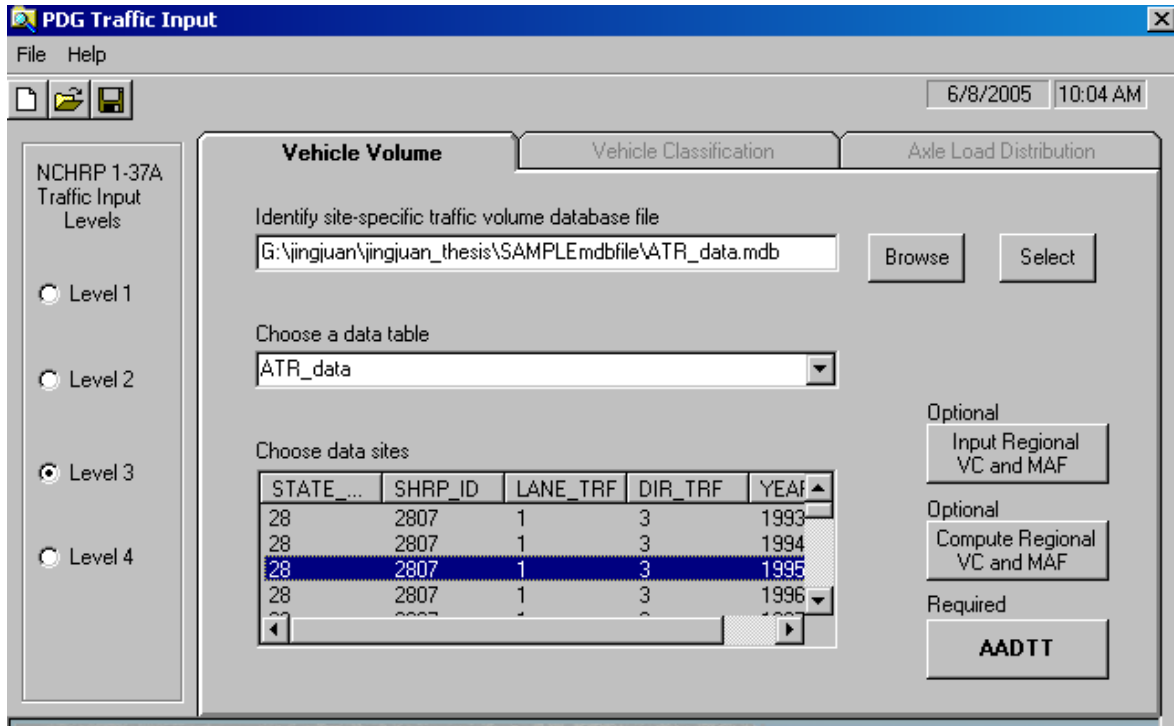 PDG Traffic Input
File Help
6/8/2005 10:04 AM
NCHRP 1-37A
Traffic Input
Levels
Level 1
Level 2
Level 3
Level 4
Vehicle Volume Vehicle Classification Axle Load Distribution
Identify site-specific traffic volume database file
G:\jingjuan\jingjuan_thesis\SAMPLEmdbfile\ATR_data.mdb
Browse Select
Choose a data table
ATR_data
Choose data sites
STATE_... SHRP_ID LANE_TRF DIR_TRF YEAR
28 2807 1 3 1993
28 2807 1 3 1994
28 2807 1 3 1995
28 2807 1 3 1996
Optional
Input Regional
VC and MAF
Optional
Compute Regional
VC and MAF
Required
AADTT